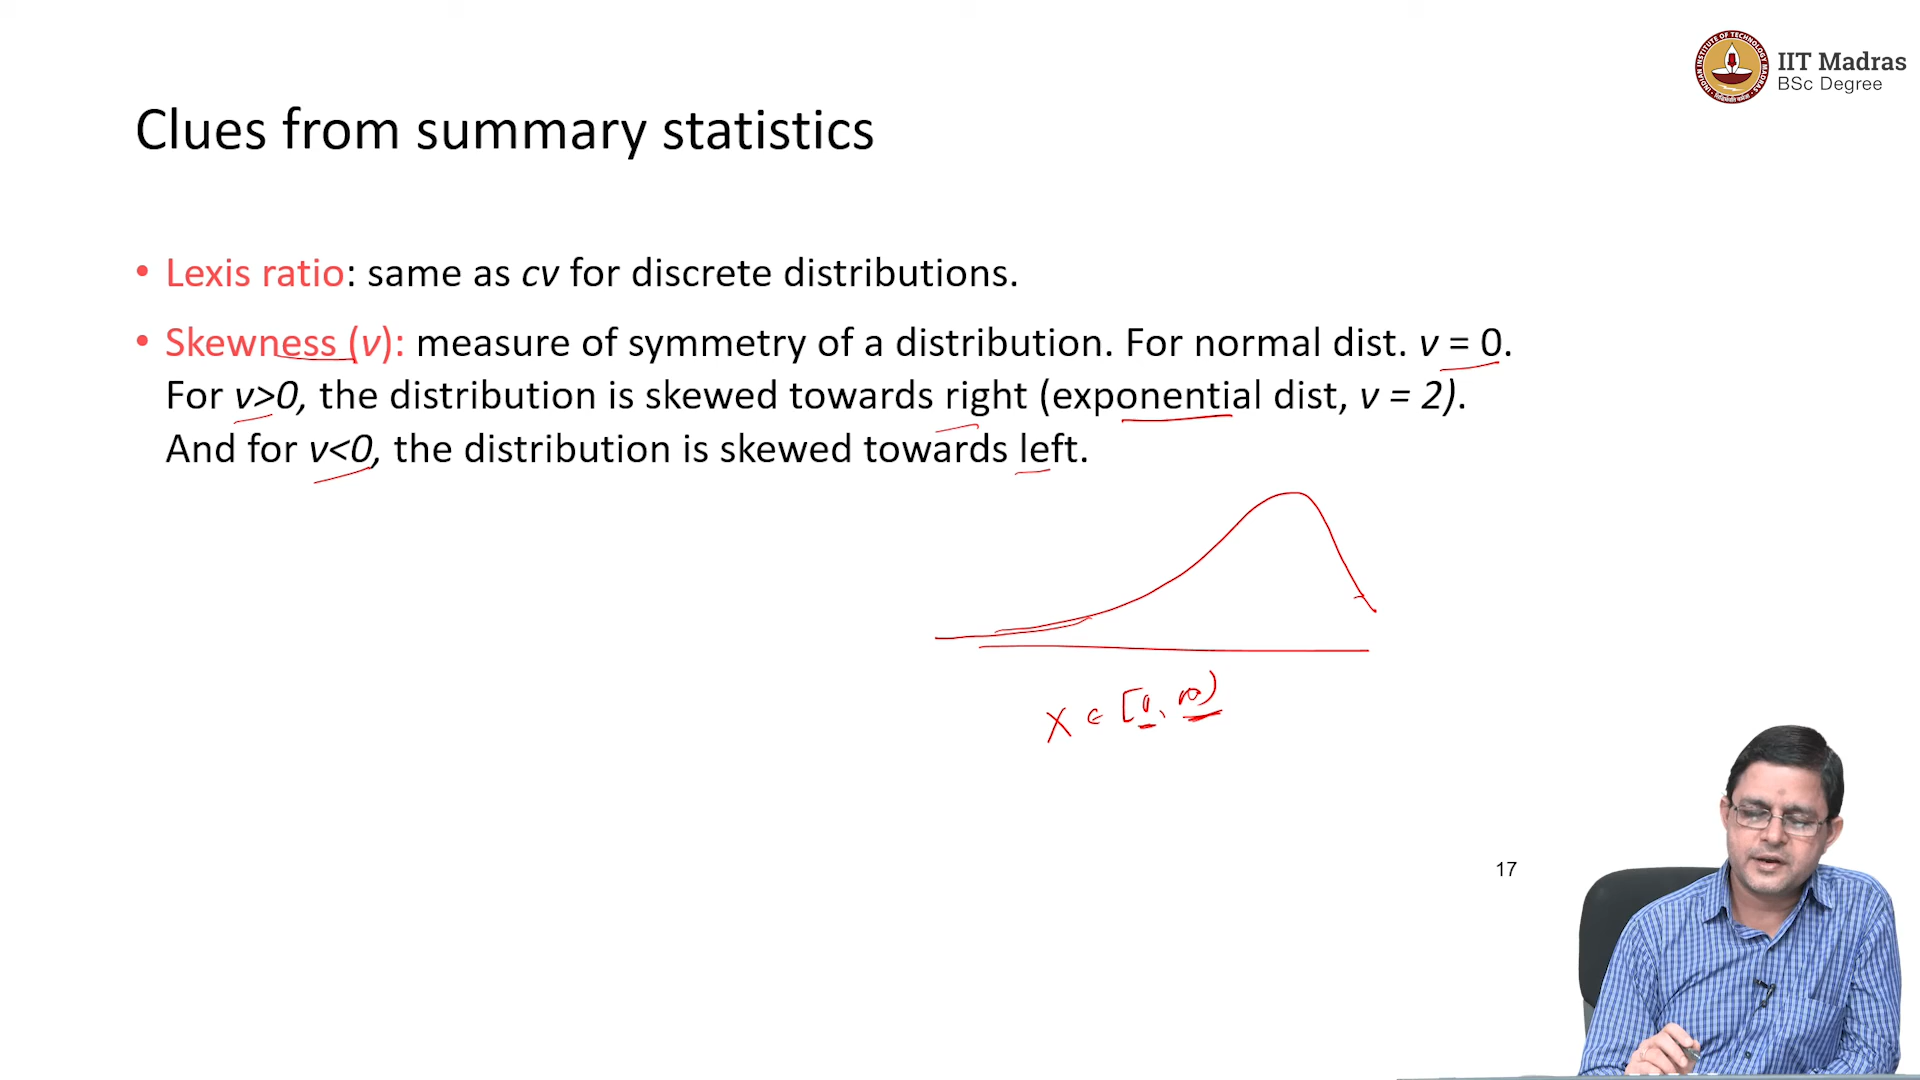 IIT Madras
BSc Degree
Clues from summary statistics
• Lexis ratio: same as cv for discrete distributions.
• Skewness (ν): measure of symmetry of a distribution. For normal dist. ν = 0.
For ν>0, the distribution is skewed towards right (exponential dist, ν = 2).
And for ν<0, the distribution is skewed towards left.
X ∈ [0, ∞)
17